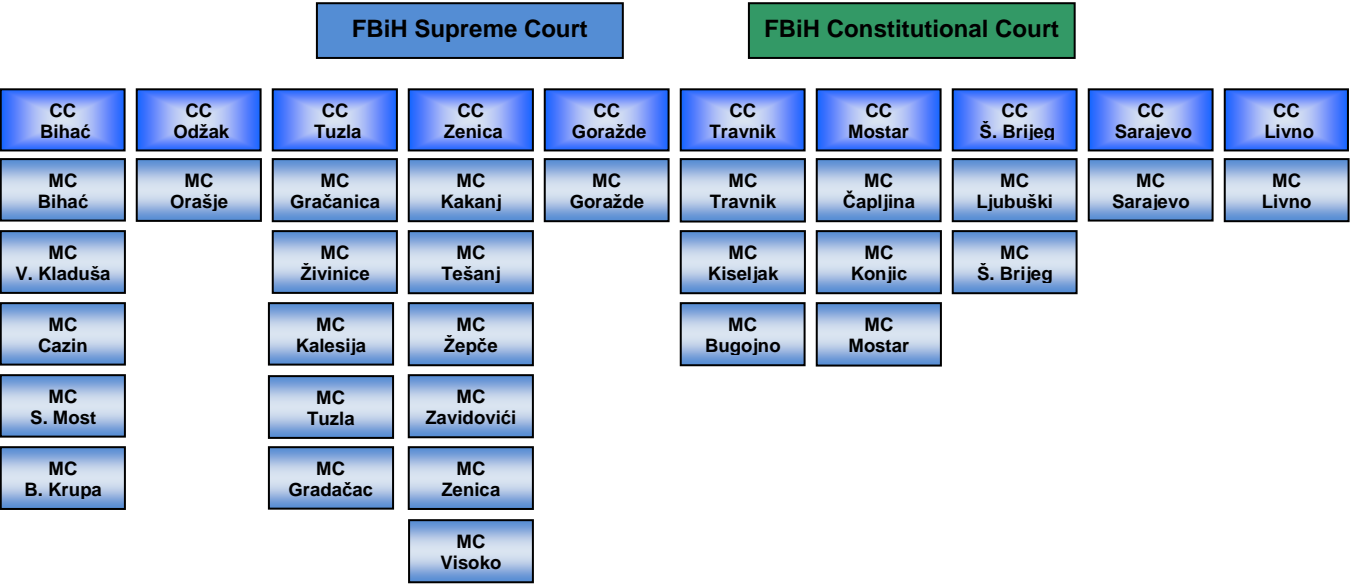 FBiH Supreme Court
FBiH Constitutional Court
CC
Bihać
CC
Odžak
CC
Tuzla
CC
Zenica
CC
Goražde
CC
Travnik
CC
Mostar
CC
Š. Brijeg
CC
Sarajevo
CC
Livno
MC
Bihać
MC
Orašje
MC
Gračanica
MC
Kakanj
MC
Goražde
MC
Travnik
MC
Čapljina
MC
Ljubuški
MC
Sarajevo
MC
Livno
MC
V. Kladuša
MC
Živinice
MC
Tešanj
MC
Kiseljak
MC
Konjic
MC
Š. Brijeg
MC
Cazin
MC
Kalesija
MC
Žepče
MC
Bugojno
MC
Mostar
MC
S. Most
MC
Tuzla
MC
Zavidovići
MC
B. Krupa
MC
Gradačac
MC
Zenica
MC
Visoko